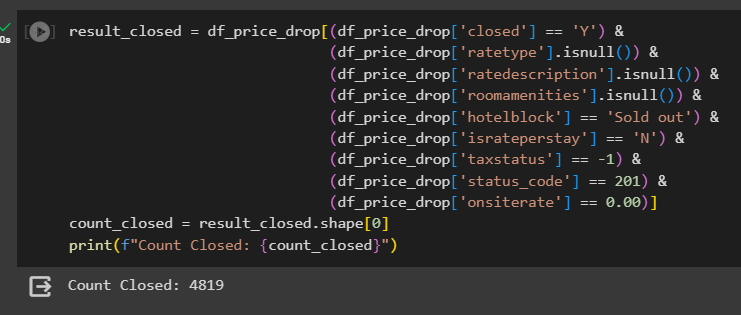 result_closed = df_price_drop[(df_price_drop['closed'] == 'Y') &
(df_price_drop['ratetype'].isnull()) &
(df_price_drop['ratedescription'].isnull()) &
(df_price_drop['roomamenities'].isnull()) &
(df_price_drop['hotelblock'] == 'Sold out') &
(df_price_drop['israteperstay'] == 'N') &
(df_price_drop['taxstatus'] == -1) &
(df_price_drop['status_code'] == 201) &
(df_price_drop['onsiterate'] == 0.00)]
0s
count_closed = result_closed.shape[0]
print(f"Count Closed: {count_closed}")
Count Closed: 4819